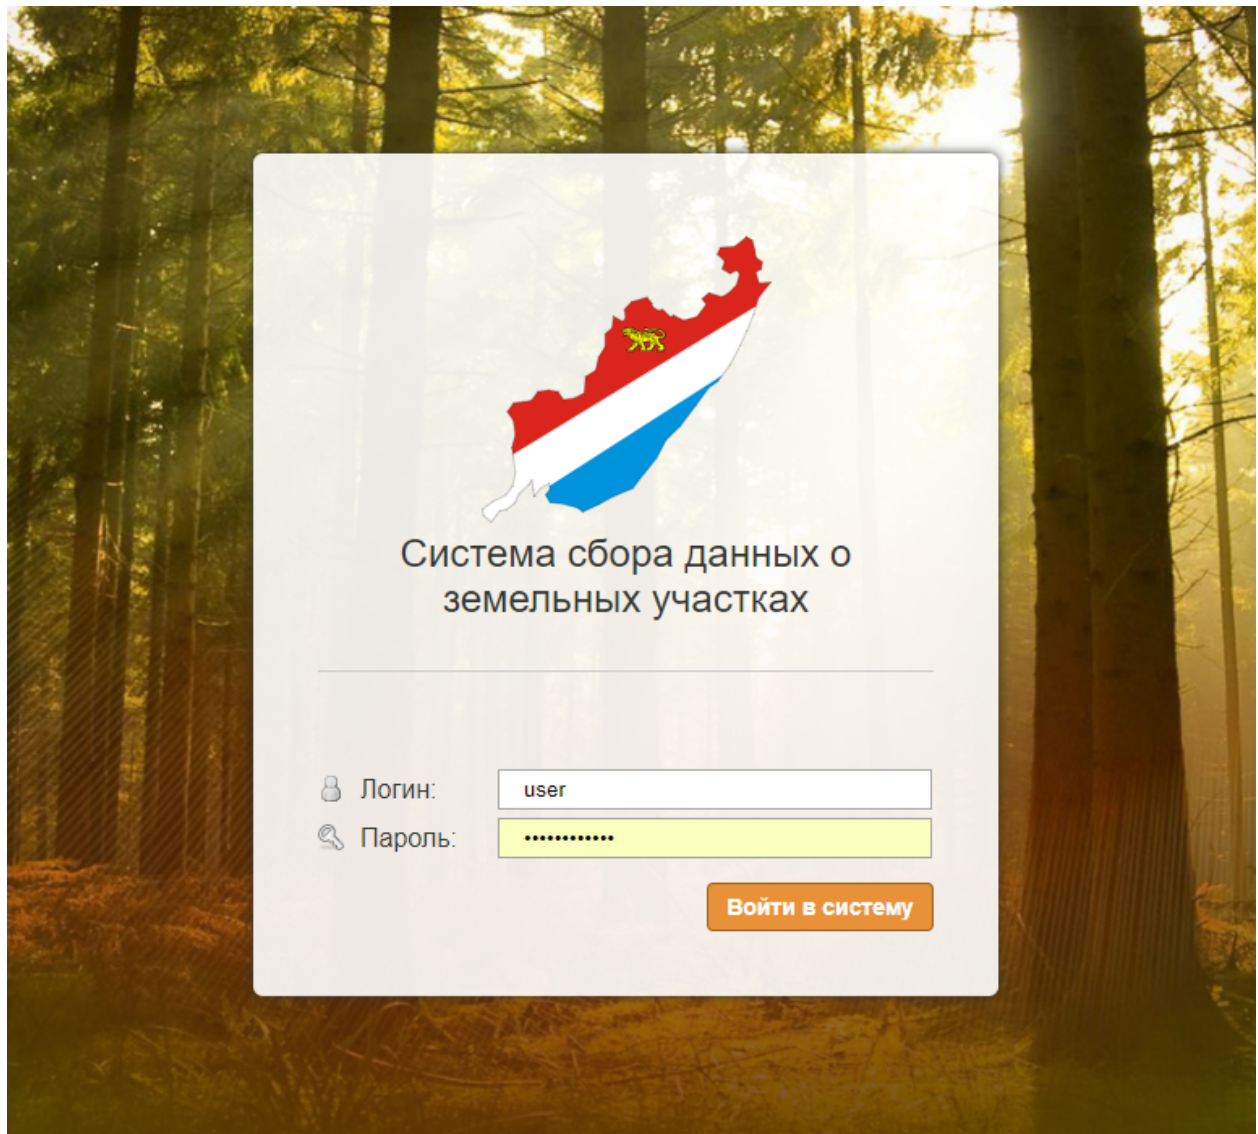 Система сбора данных о
земельных участках
Логин: user
Пароль: ••••••••••••
Войти в систему